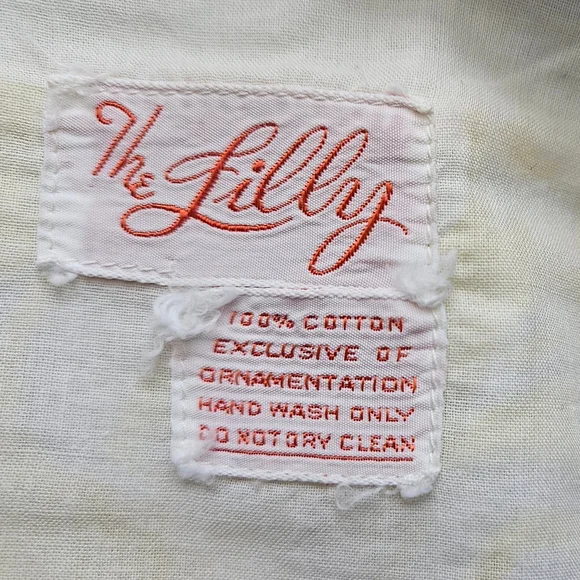 The Lilly
100% COTTON
EXCLUSIVE OF
ORNAMENTATION
HAND WASH ONLY
DO NOT DRY CLEAN